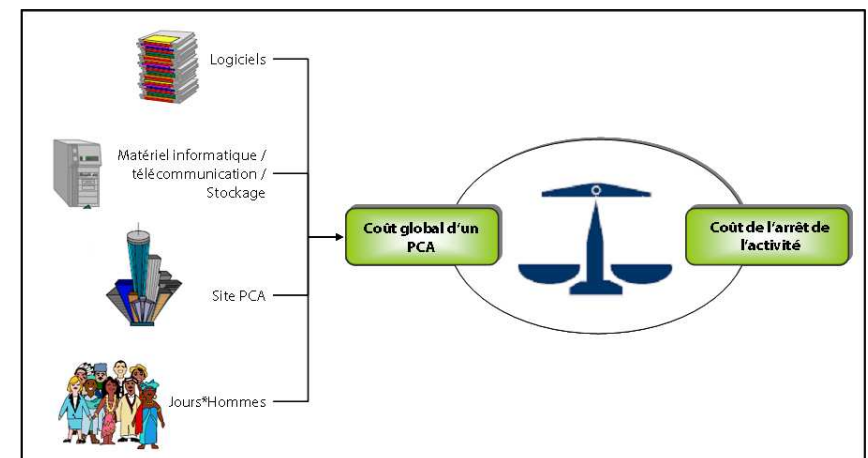 Logiciels
Matériel informatique /
télécommunication /
Stockage
Site PCA
Jours*Hommes
Coût global d'un
PCA
Coût de l'arrêt de
l'activité